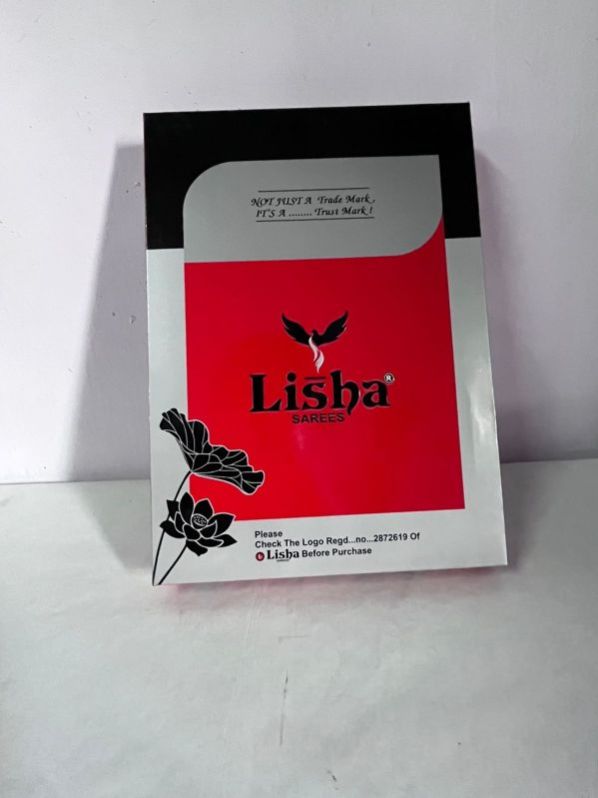 NOT JUST A Trade Mark,
IT'S A ........ Trust Mark !
Lisha®
SAREES
Please
Check The Logo Regd...no...2872619 Of
Lisha Before Purchase